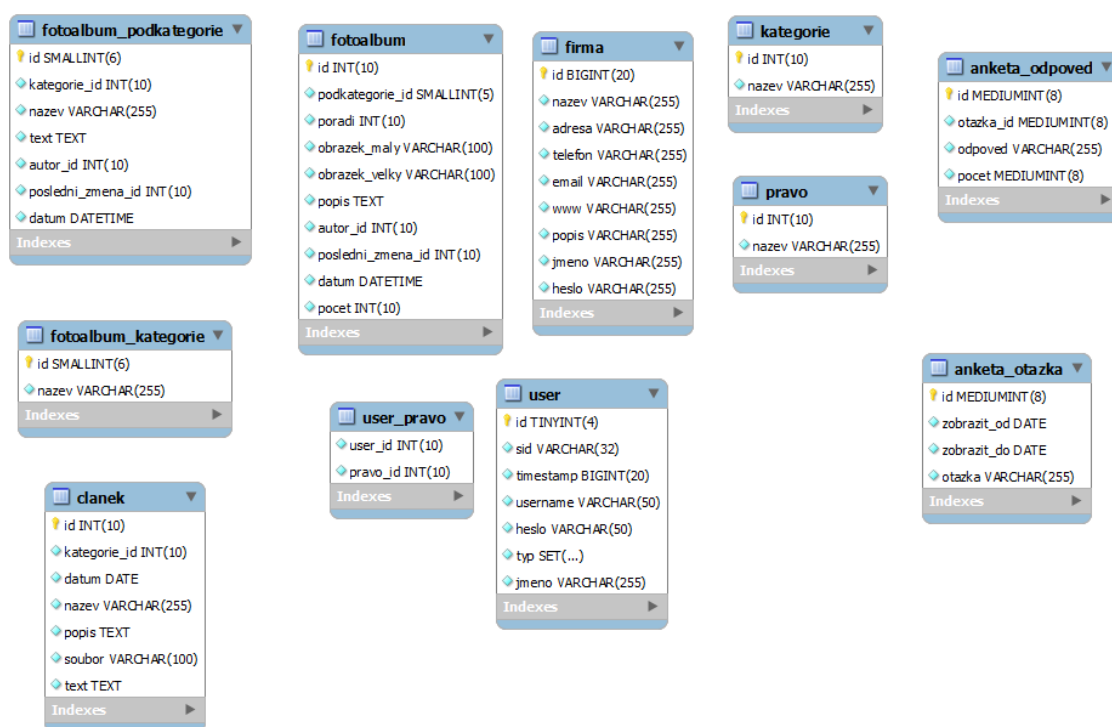 fotoalbum_podkategorie
id SMALLINT(6)
kategorie_id INT(10)
nazev VARCHAR(255)
text TEXT
autor_id INT(10)
posledni_zmena_id INT(10)
datum DATETIME
Indexes
fotoalbum
id INT(10)
podkategorie_id SMALLINT(5)
poradi INT(10)
obrazek_maly VARCHAR(100)
obrazek_velky VARCHAR(100)
popis TEXT
autor_id INT(10)
posledni_zmena_id INT(10)
datum DATETIME
pocet INT(10)
Indexes
firma
id BIGINT(20)
nazev VARCHAR(255)
adresa VARCHAR(255)
telefon VARCHAR(255)
email VARCHAR(255)
www VARCHAR(255)
popis VARCHAR(255)
jmeno VARCHAR(255)
heslo VARCHAR(255)
Indexes
kategorie
id INT(10)
nazev VARCHAR(255)
Indexes
anketa_odpoved
id MEDIUMINT(8)
otazka_id MEDIUMINT(8)
odpoved VARCHAR(255)
pocet MEDIUMINT(8)
Indexes
pravo
id INT(10)
nazev VARCHAR(255)
Indexes
fotoalbum_kategorie
id SMALLINT(6)
nazev VARCHAR(255)
Indexes
user_pravo
user_id INT(10)
pravo_id INT(10)
Indexes
user
id TINYINT(4)
sid VARCHAR(32)
timestamp BIGINT(20)
username VARCHAR(50)
heslo VARCHAR(50)
typ SET(...)
jmeno VARCHAR(255)
Indexes
anketa_otazka
id MEDIUMINT(8)
zobrazit_od DATE
zobrazit_do DATE
otazka VARCHAR(255)
Indexes
clanek
id INT(10)
kategorie_id INT(10)
datum DATE
nazev VARCHAR(255)
popis TEXT
soubor VARCHAR(100)
text TEXT
Indexes